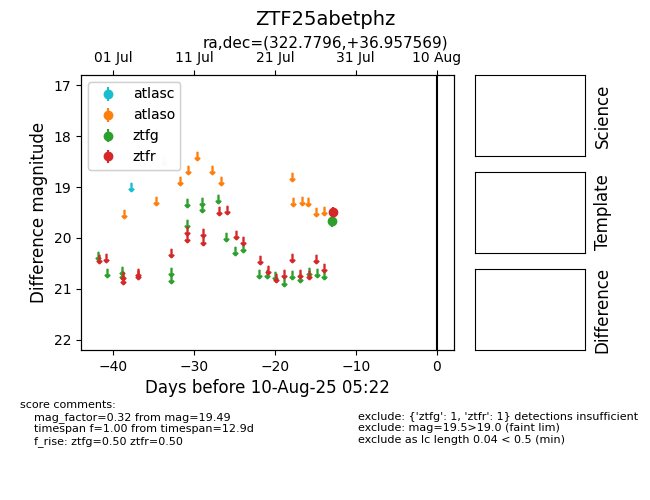 ZTF25abetphz
ra,dec=(322.7796,+36.957569)
01 Jul
11 Jul
21 Jul
31 Jul
10 Aug
17
18
19
20
21
22
Difference magnitude
atlasc
atlaso
ztfg
ztfr
−40
−30
−20
−10
0
Days before 10-Aug-25 05:22
Science
Template
Difference
score comments:
mag_factor=0.32 from mag=19.49
timespan f=1.00 from timespan=12.9d
f_rise: ztfg=0.50 ztfr=0.50
exclude: {'ztfg': 1, 'ztfr': 1} detections insufficient
exclude: mag=19.5>19.0 (faint lim)
exclude as lc length 0.04 < 0.5 (min)